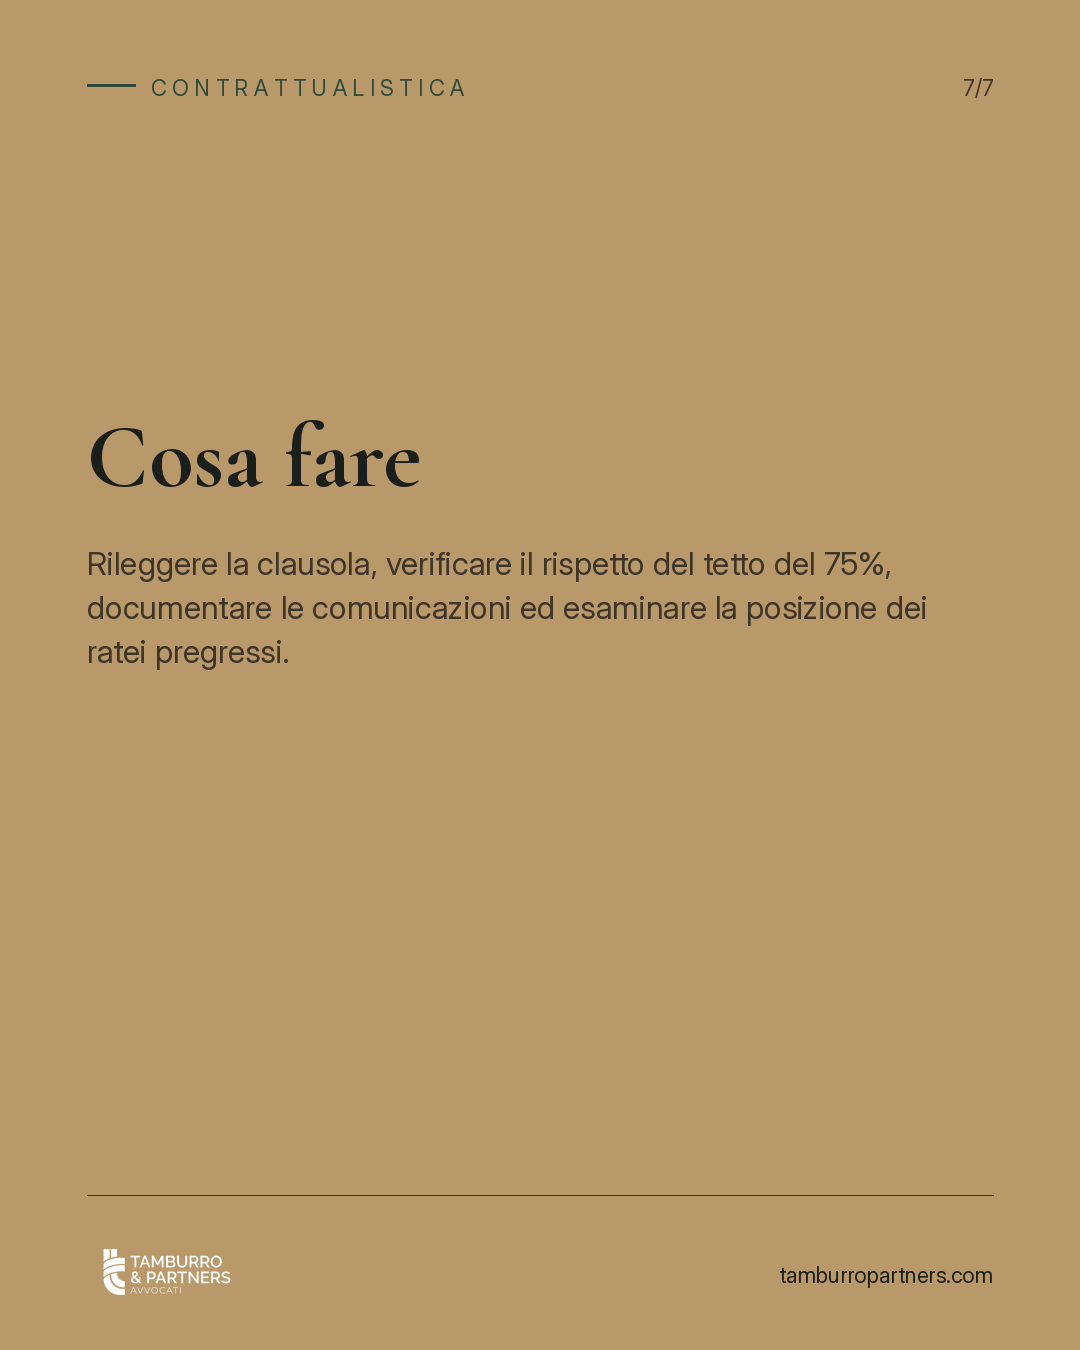 CONTRATTUALISTICA
7/7
Cosa fare
Rileggere la clausola, verificare il rispetto del tetto del 75%,
documentare le comunicazioni ed esaminare la posizione dei
ratei pregressi.
TAMBURRO
& PARTNERS
AVVOCATI
tamburropartners.com